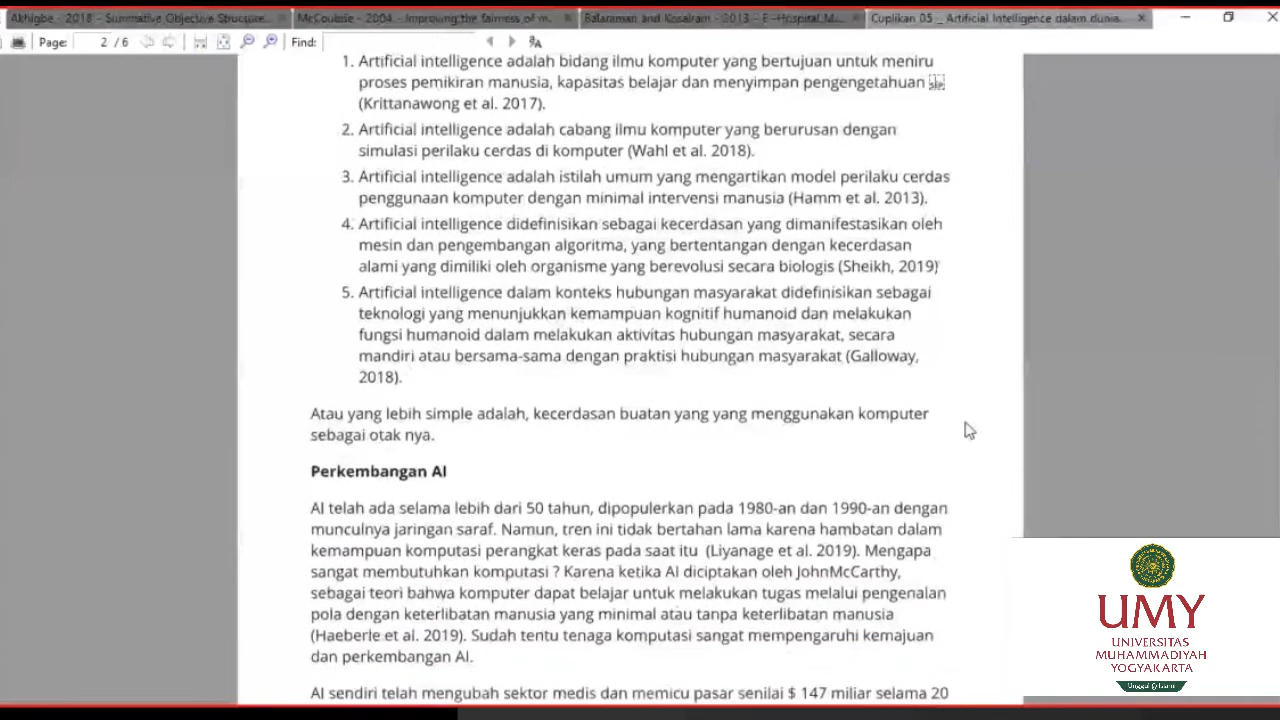 Akhigbe - 2018 - Summative Objective Structure...
McCoubrie - 2004 - Improving the fairness of m...
Balaraman and Kosalram - 2013 - E -Hospital M...
Cuplikan 05 _ Artificial Intelligence dalam dunia...
Page: 2 / 6 Find:
1. Artificial intelligence adalah bidang ilmu komputer yang bertujuan untuk meniru
proses pemikiran manusia, kapasitas belajar dan menyimpan pengengetahuan
(Krittanawong et al. 2017).
2. Artificial intelligence adalah cabang ilmu komputer yang berurusan dengan
simulasi perilaku cerdas di komputer (Wahl et al. 2018).
3. Artificial intelligence adalah istilah umum yang mengartikan model perilaku cerdas
penggunaan komputer dengan minimal intervensi manusia (Hamm et al. 2013).
4. Artificial intelligence didefinisikan sebagai kecerdasan yang dimanifestasikan oleh
mesin dan pengembangan algoritma, yang bertentangan dengan kecerdasan
alami yang dimiliki oleh organisme yang berevolusi secara biologis (Sheikh, 2019)
5. Artificial intelligence dalam konteks hubungan masyarakat didefinisikan sebagai
teknologi yang menunjukkan kemampuan kognitif humanoid dan melakukan
fungsi humanoid dalam melakukan aktivitas hubungan masyarakat, secara
mandiri atau bersama-sama dengan praktisi hubungan masyarakat (Galloway,
2018).
Atau yang lebih simple adalah, kecerdasan buatan yang yang menggunakan komputer
sebagai otak nya.
Perkembangan AI
AI telah ada selama lebih dari 50 tahun, dipopulerkan pada 1980-an dan 1990-an dengan
munculnya jaringan saraf. Namun, tren ini tidak bertahan lama karena hambatan dalam
kemampuan komputasi perangkat keras pada saat itu (Liyanage et al. 2019). Mengapa
sangat membutuhkan komputasi ? Karena ketika AI diciptakan oleh JohnMcCarthy,
sebagai teori bahwa komputer dapat belajar untuk melakukan tugas melalui pengenalan
pola dengan keterlibatan manusia yang minimal atau tanpa keterlibatan manusia
(Haeberle et al. 2019). Sudah tentu tenaga komputasi sangat mempengaruhi kemajuan
dan perkembangan AI.
AI sendiri telah mengubah sektor medis dan memicu pasar senilai $ 147 miliar selama 20
UMY
UNIVERSITAS
MUHAMMADIYAH
YOGYAKARTA
Unggul & Islami